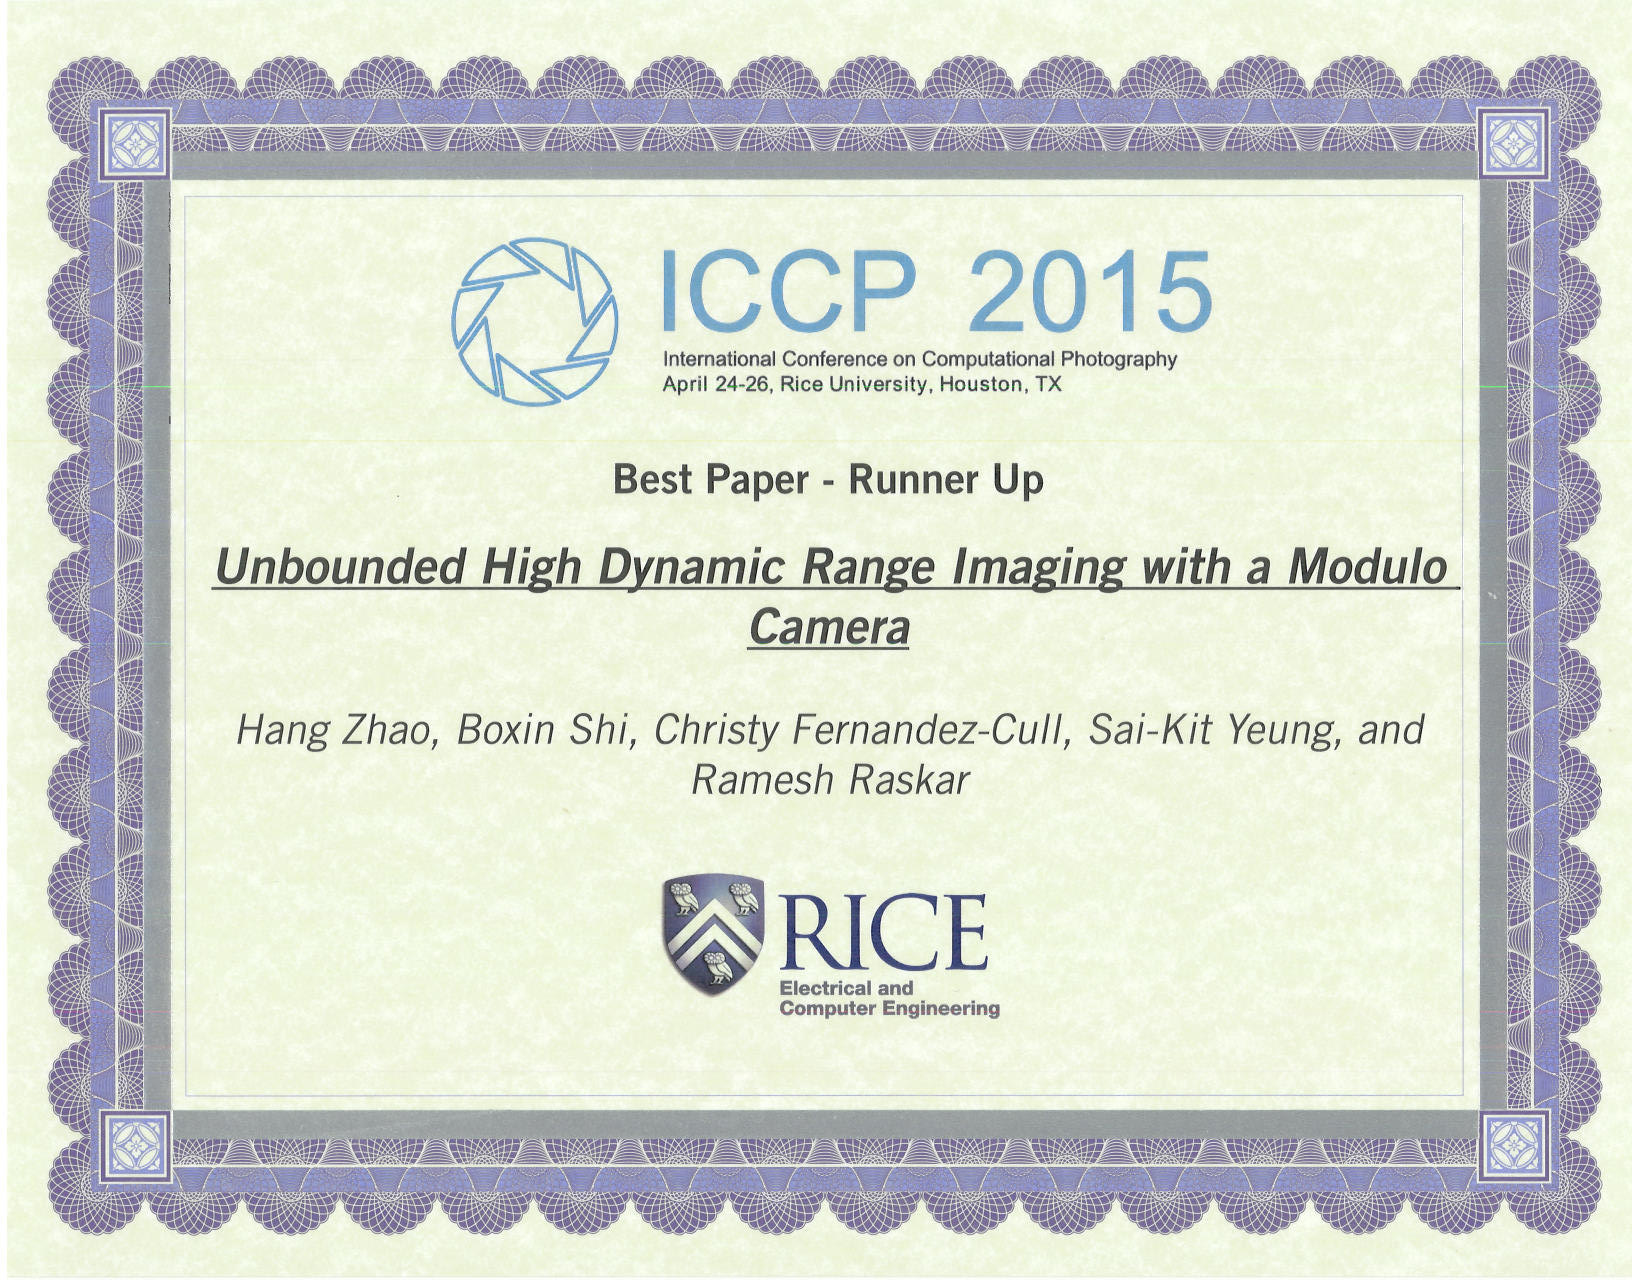 ICCP 2015
International Conference on Computational Photography
April 24-26, Rice University, Houston, TX
Best Paper - Runner Up
Unbounded High Dynamic Range Imaging with a Modulo
Camera
Hang Zhao, Boxin Shi, Christy Fernandez-Cull, Sai-Kit Yeung, and
Ramesh Raskar
RICE
Electrical and
Computer Engineering